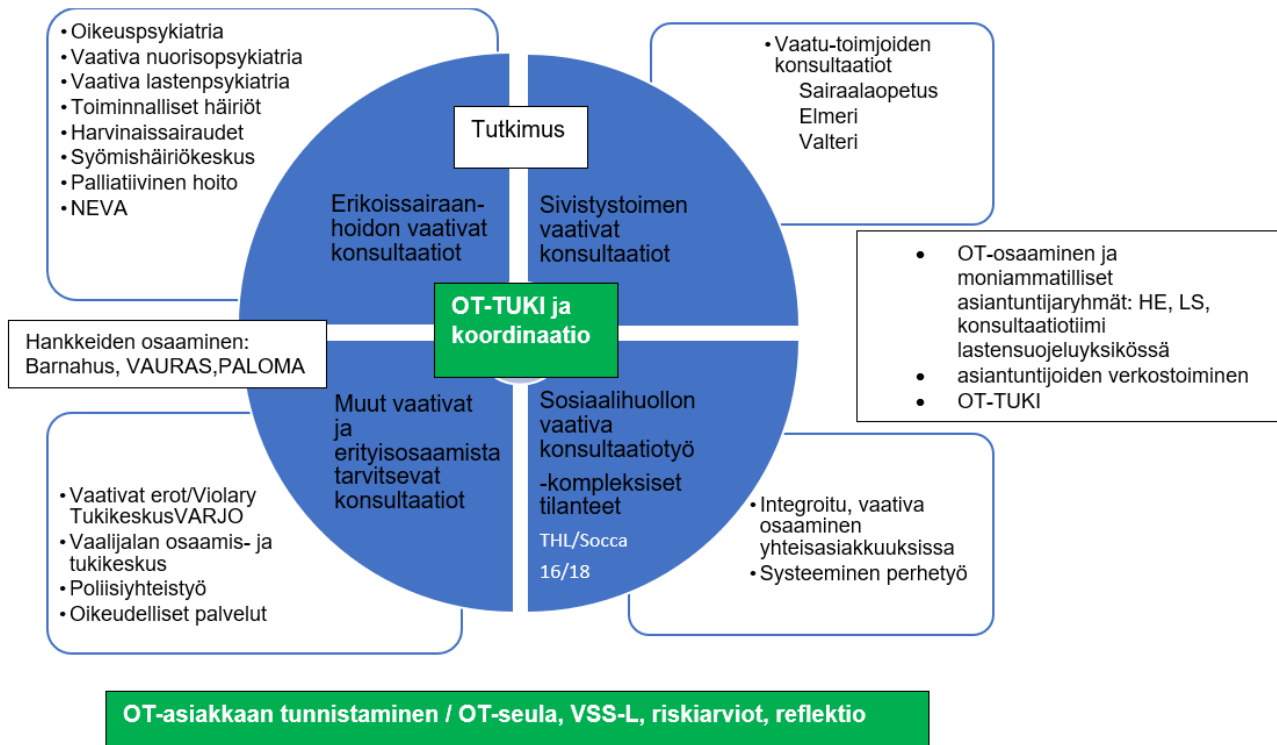 • Oikeuspsykiatria
• Vaativa nuorisopsykiatria
• Vaativa lastenpsykiatria
• Toiminnalliset häiriöt
• Harvinaissairaudet
• Syömishäiriökeskus
• Palliatiivinen hoito
• NEVA
• Vaatu-toimjoiden
konsultaatiot
Sairaalaopetus
Elmeri
Valteri
Tutkimus
Erikoissairaan-
hoidon vaativat
konsultaatiot
Sivistystoimen
vaativat
konsultaatiot
OT-TUKI ja
koordinaatio
Hankkeiden osaaminen:
Barnahus, VAURAS,PALOMA
• OT-osaaminen ja
moniammatilliset
asiantuntijaryhmät: HE, LS,
konsultaatiotiimi
lastensuojeluyksikössä
• asiantuntijoiden verkostoiminen
• OT-TUKI
Muut vaativat
ja
erityisosaamista
tarvitsevat
konsultaatiot
Sosiaalihuollon
vaativa
konsultaatiotyö
-kompleksiset
tilanteet
THL/Socca
16/18
• Vaativat erot/Violary
TukikeskusVARJO
• Vaalijalan osaamis- ja
tukikeskus
• Poliisiyhteistyö
• Oikeudelliset palvelut
• Integroitu, vaativa
osaaminen
yhteisasiakkuuksissa
• Systeeminen perhetyö
OT-asiakkaan tunnistaminen / OT-seula, VSS-L, riskiarviot, reflektio